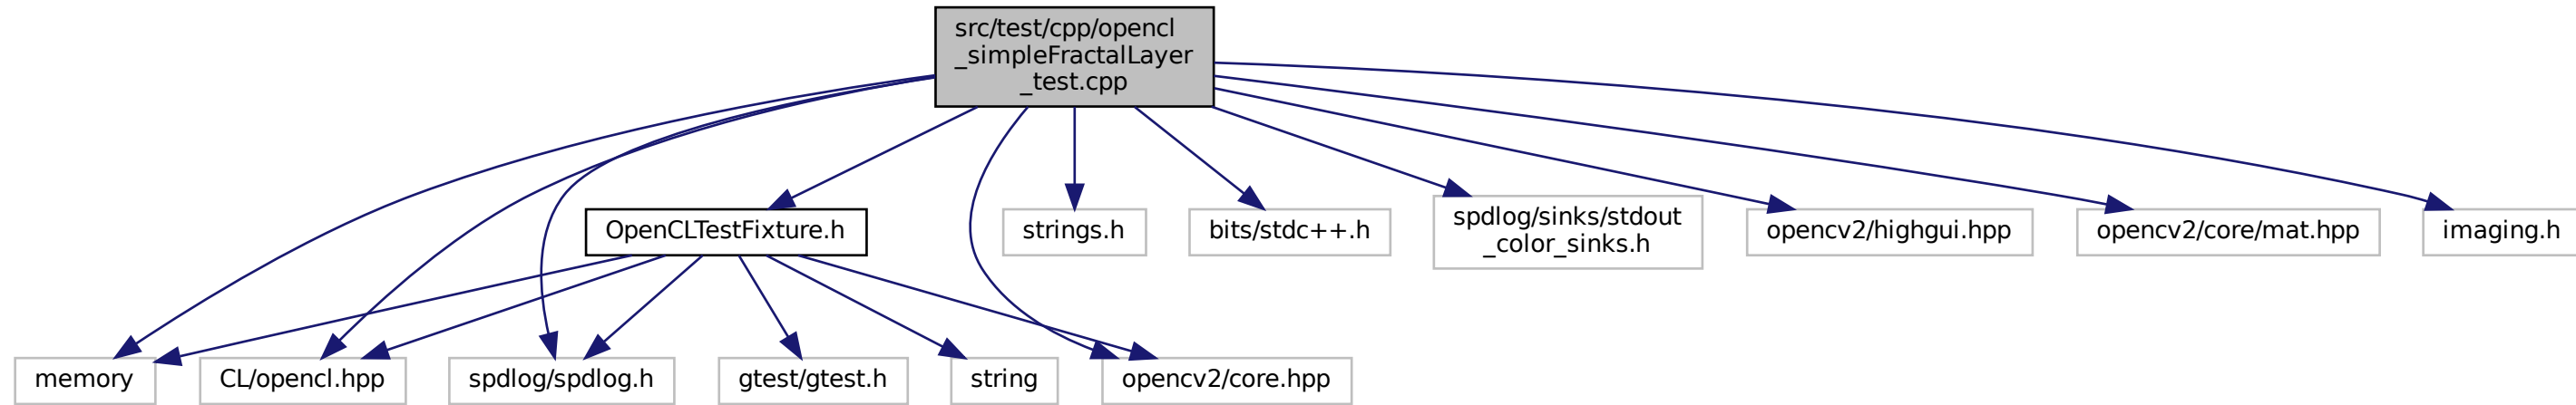 src/test/cpp/opencl
_simpleFractalLayer
_test.cpp
OpenCLTestFixture.h
strings.h
bits/stdc++.h
spdlog/sinks/stdout
_color_sinks.h
opencv2/highgui.hpp
opencv2/core/mat.hpp
imaging.h
memory
CL/opencl.hpp
spdlog/spdlog.h
gtest/gtest.h
string
opencv2/core.hpp